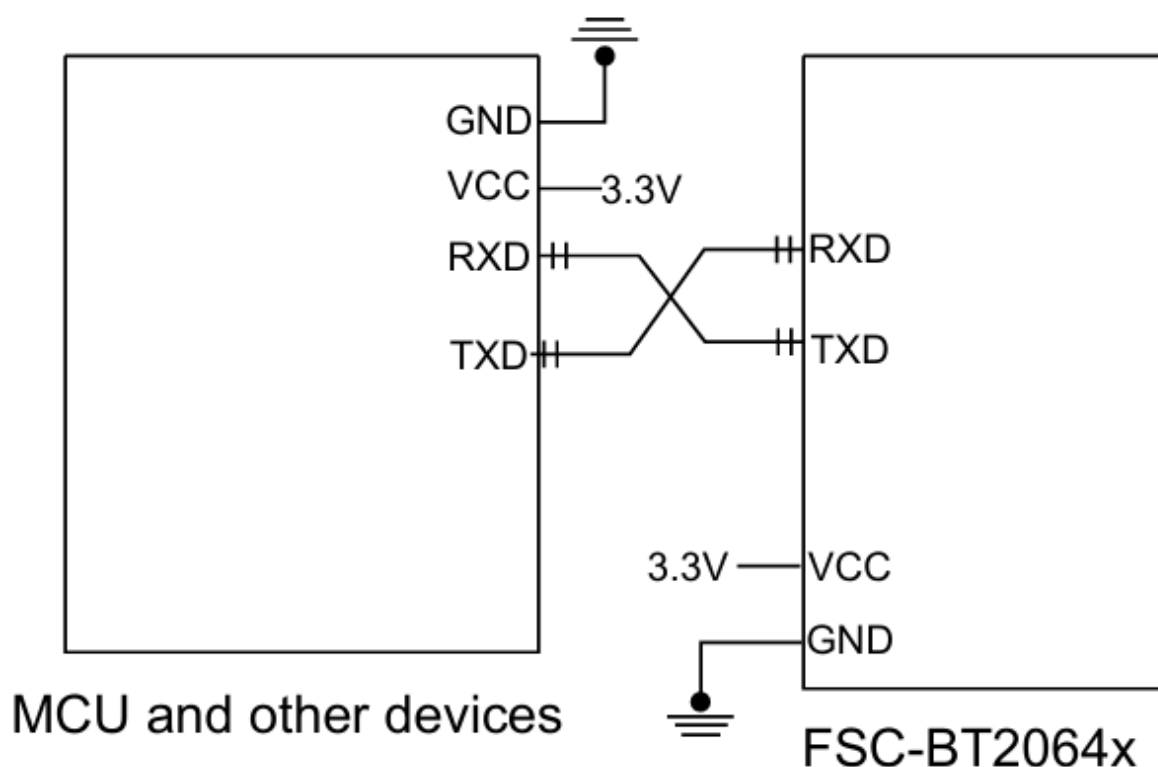 GND
VCC
3.3V
RXD
TXD
RXD
TXD
3.3V
VCC
GND
MCU and other devices
FSC-BT2064x